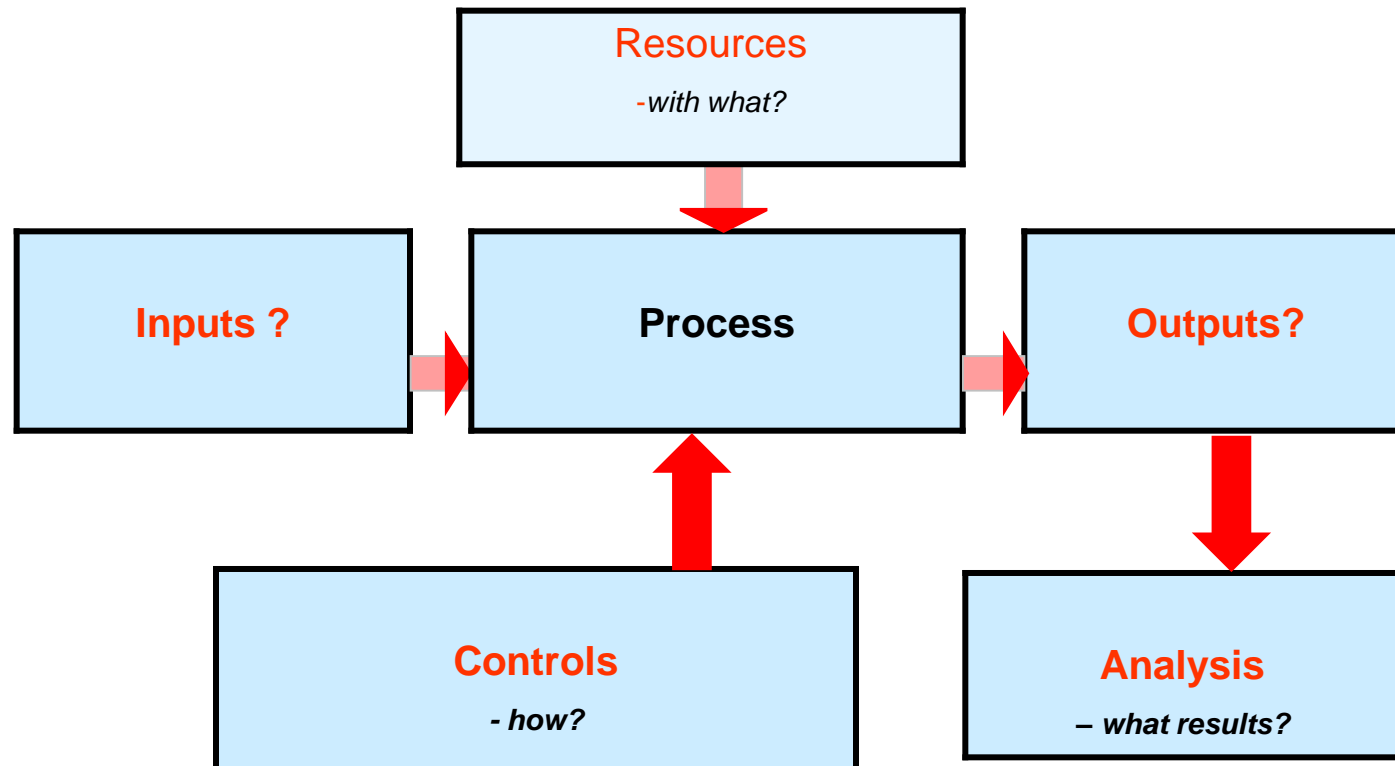 Resources
-with what?
Inputs ?
Process
Outputs?
Controls
- how?
Analysis
– what results?